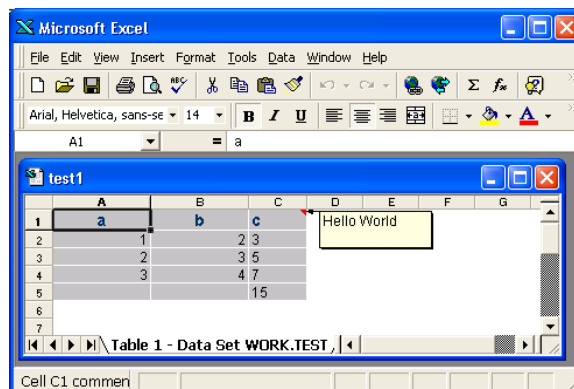 Microsoft Excel
File Edit View Insert Format Tools Data Window Help
Arial, Helvetica, sans-se 14 B I U
A1 = a
test1
A B C D E F G
1 a b c Hello World
2 1 2 3
3 2 3 5
4 3 4 7
5 15
6
7
Table 1 - Data Set WORK.TEST
Cell C1 commen